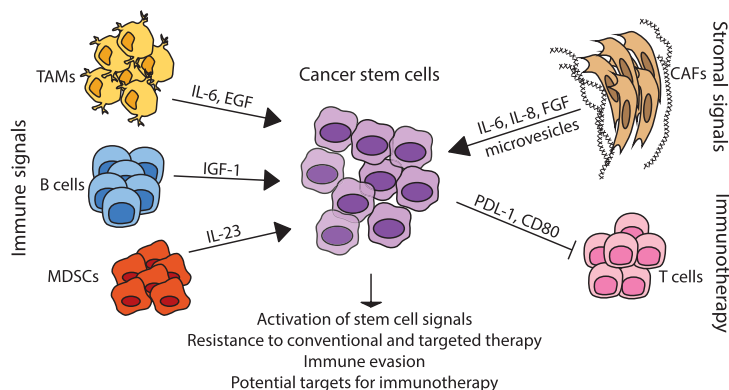 Immune signals
TAMs
IL-6, EGF
B cells
IGF-1
MDSCs
IL-23
Cancer stem cells
IL-6, IL-8, FGF
microvesicles
CAFs
Stromal signals
PDL-1, CD80
T cells
Immunotherapy
Activation of stem cell signals
Resistance to conventional and targeted therapy
Immune evasion
Potential targets for immunotherapy